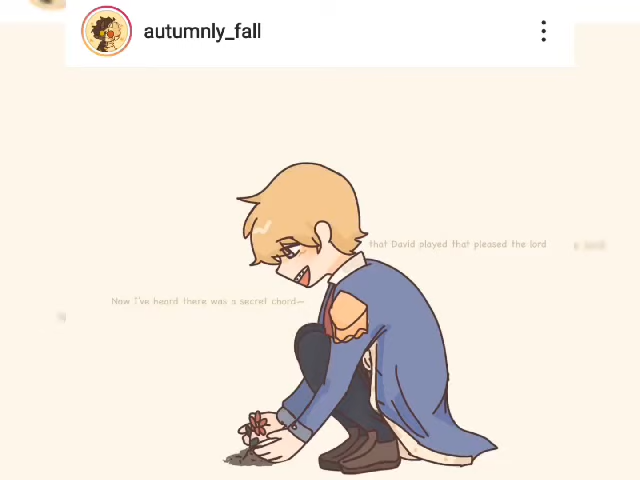 autumnly_fall
that David played that pleased the lord
Now I've heard there was a secret chord~